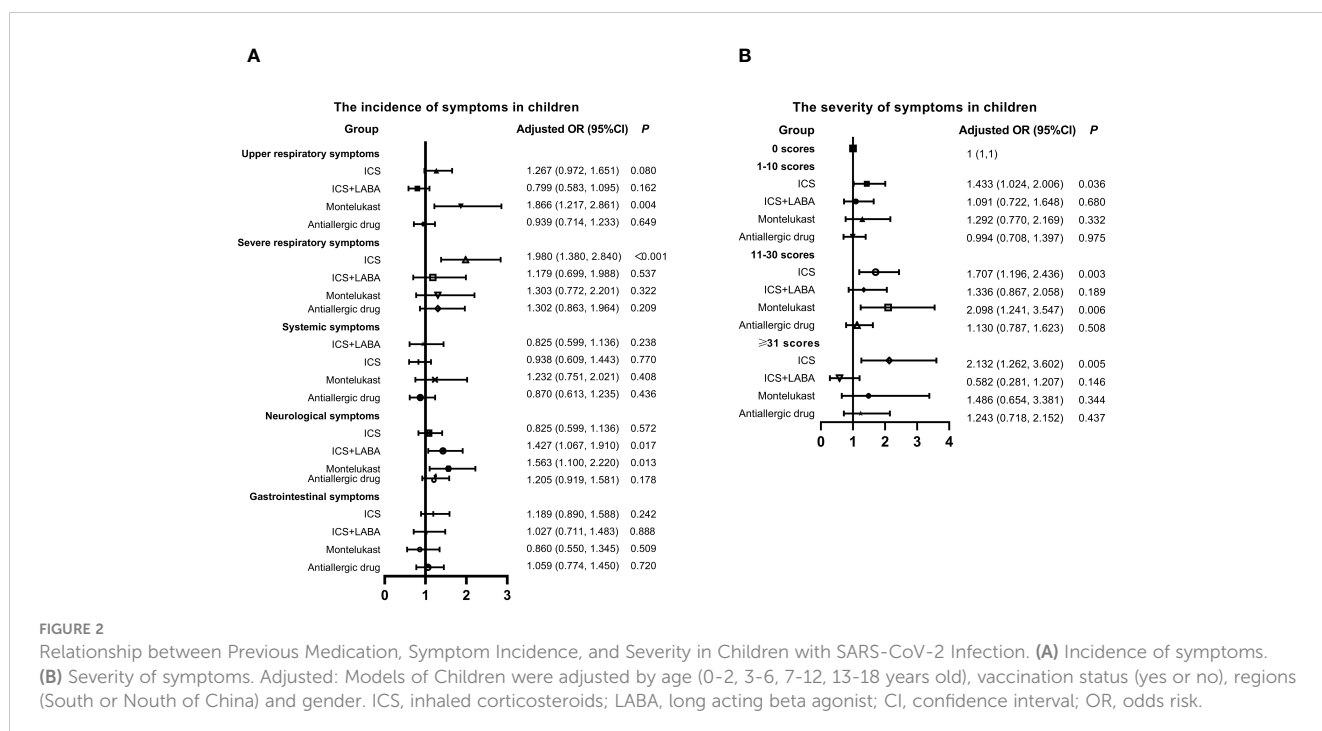 A
The incidence of symptoms in children
Group Adjusted OR (95%CI) P
Upper respiratory symptoms
ICS 1.267 (0.972, 1.651) 0.080
ICS+LABA 0.799 (0.583, 1.095) 0.162
Montelukast 1.866 (1.217, 2.861) 0.004
Antiallergic drug 0.939 (0.714, 1.233) 0.649
Severe respiratory symptoms
ICS 1.980 (1.380, 2.840) <0.001
ICS+LABA 1.179 (0.699, 1.988) 0.537
Montelukast 1.303 (0.772, 2.201) 0.322
Antiallergic drug 1.302 (0.863, 1.964) 0.209
Systemic symptoms
ICS+LABA 0.825 (0.599, 1.136) 0.238
ICS 0.938 (0.609, 1.443) 0.770
Montelukast 1.232 (0.751, 2.021) 0.408
Antiallergic drug 0.870 (0.613, 1.235) 0.436
Neurological symptoms
ICS 0.825 (0.599, 1.136) 0.572
ICS+LABA 1.427 (1.067, 1.910) 0.017
Montelukast 1.563 (1.100, 2.220) 0.013
Antiallergic drug 1.205 (0.919, 1.581) 0.178
Gastrointestinal symptoms
ICS 1.189 (0.890, 1.588) 0.242
ICS+LABA 1.027 (0.711, 1.483) 0.888
Montelukast 0.860 (0.550, 1.345) 0.509
Antiallergic drug 1.059 (0.774, 1.450) 0.720
0 1 2 3
B
The severity of symptoms in children
Group Adjusted OR (95%CI) P
0 scores 1 (1,1)
1-10 scores
ICS 1.433 (1.024, 2.006) 0.036
ICS+LABA 1.091 (0.722, 1.648) 0.680
Montelukast 1.292 (0.770, 2.169) 0.332
Antiallergic drug 0.994 (0.708, 1.397) 0.975
11-30 scores
ICS 1.707 (1.196, 2.436) 0.003
ICS+LABA 1.336 (0.867, 2.058) 0.189
Montelukast 2.098 (1.241, 3.547) 0.006
Antiallergic drug 1.130 (0.787, 1.623) 0.508
⩾31 scores
ICS 2.132 (1.262, 3.602) 0.005
ICS+LABA 0.582 (0.281, 1.207) 0.146
Montelukast 1.486 (0.654, 3.381) 0.344
Antiallergic drug 1.243 (0.718, 2.152) 0.437
0 1 2 3 4
FIGURE 2
Relationship between Previous Medication, Symptom Incidence, and Severity in Children with SARS-CoV-2 Infection. (A) Incidence of symptoms.
(B) Severity of symptoms. Adjusted: Models of Children were adjusted by age (0-2, 3-6, 7-12, 13-18 years old), vaccination status (yes or no), regions
(South or Nouth of China) and gender. ICS, inhaled corticosteroids; LABA, long acting beta agonist; CI, confidence interval; OR, odds risk.